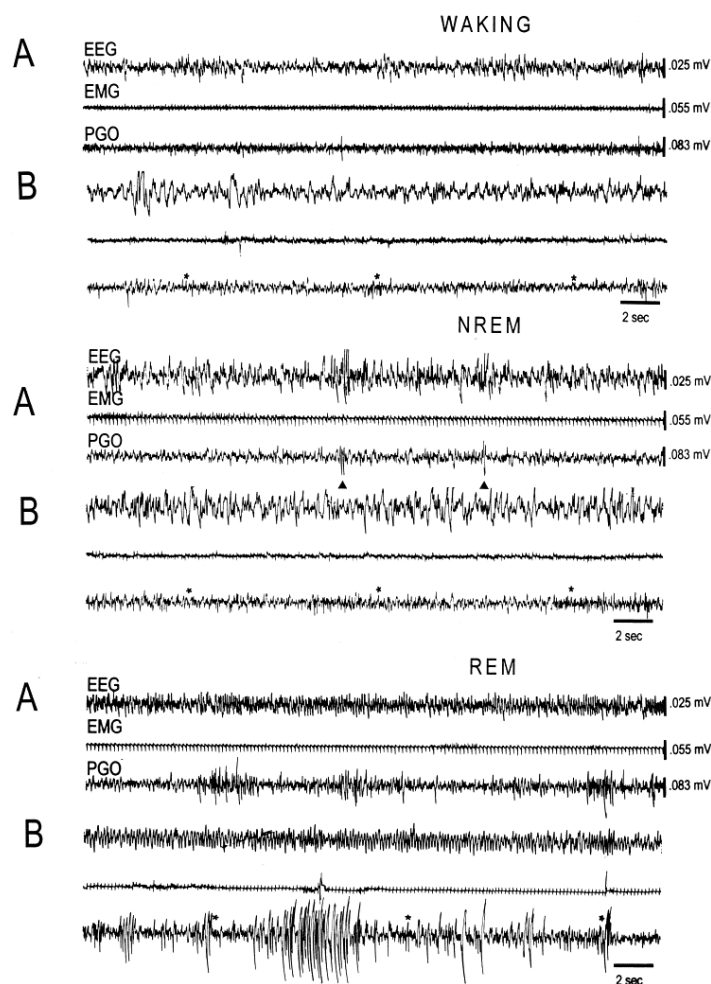 WAKING
A
EEG
.025 mV
EMG
.055 mV
PGO
.083 mV
B
* * *
2 sec
NREM
EEG
.025 mV
A
EMG
.055 mV
PGO
.083 mV
B
* * *
2 sec
REM
A
EEG
.025 mV
EMG
.055 mV
PGO
.083 mV
B
* * *
2 sec